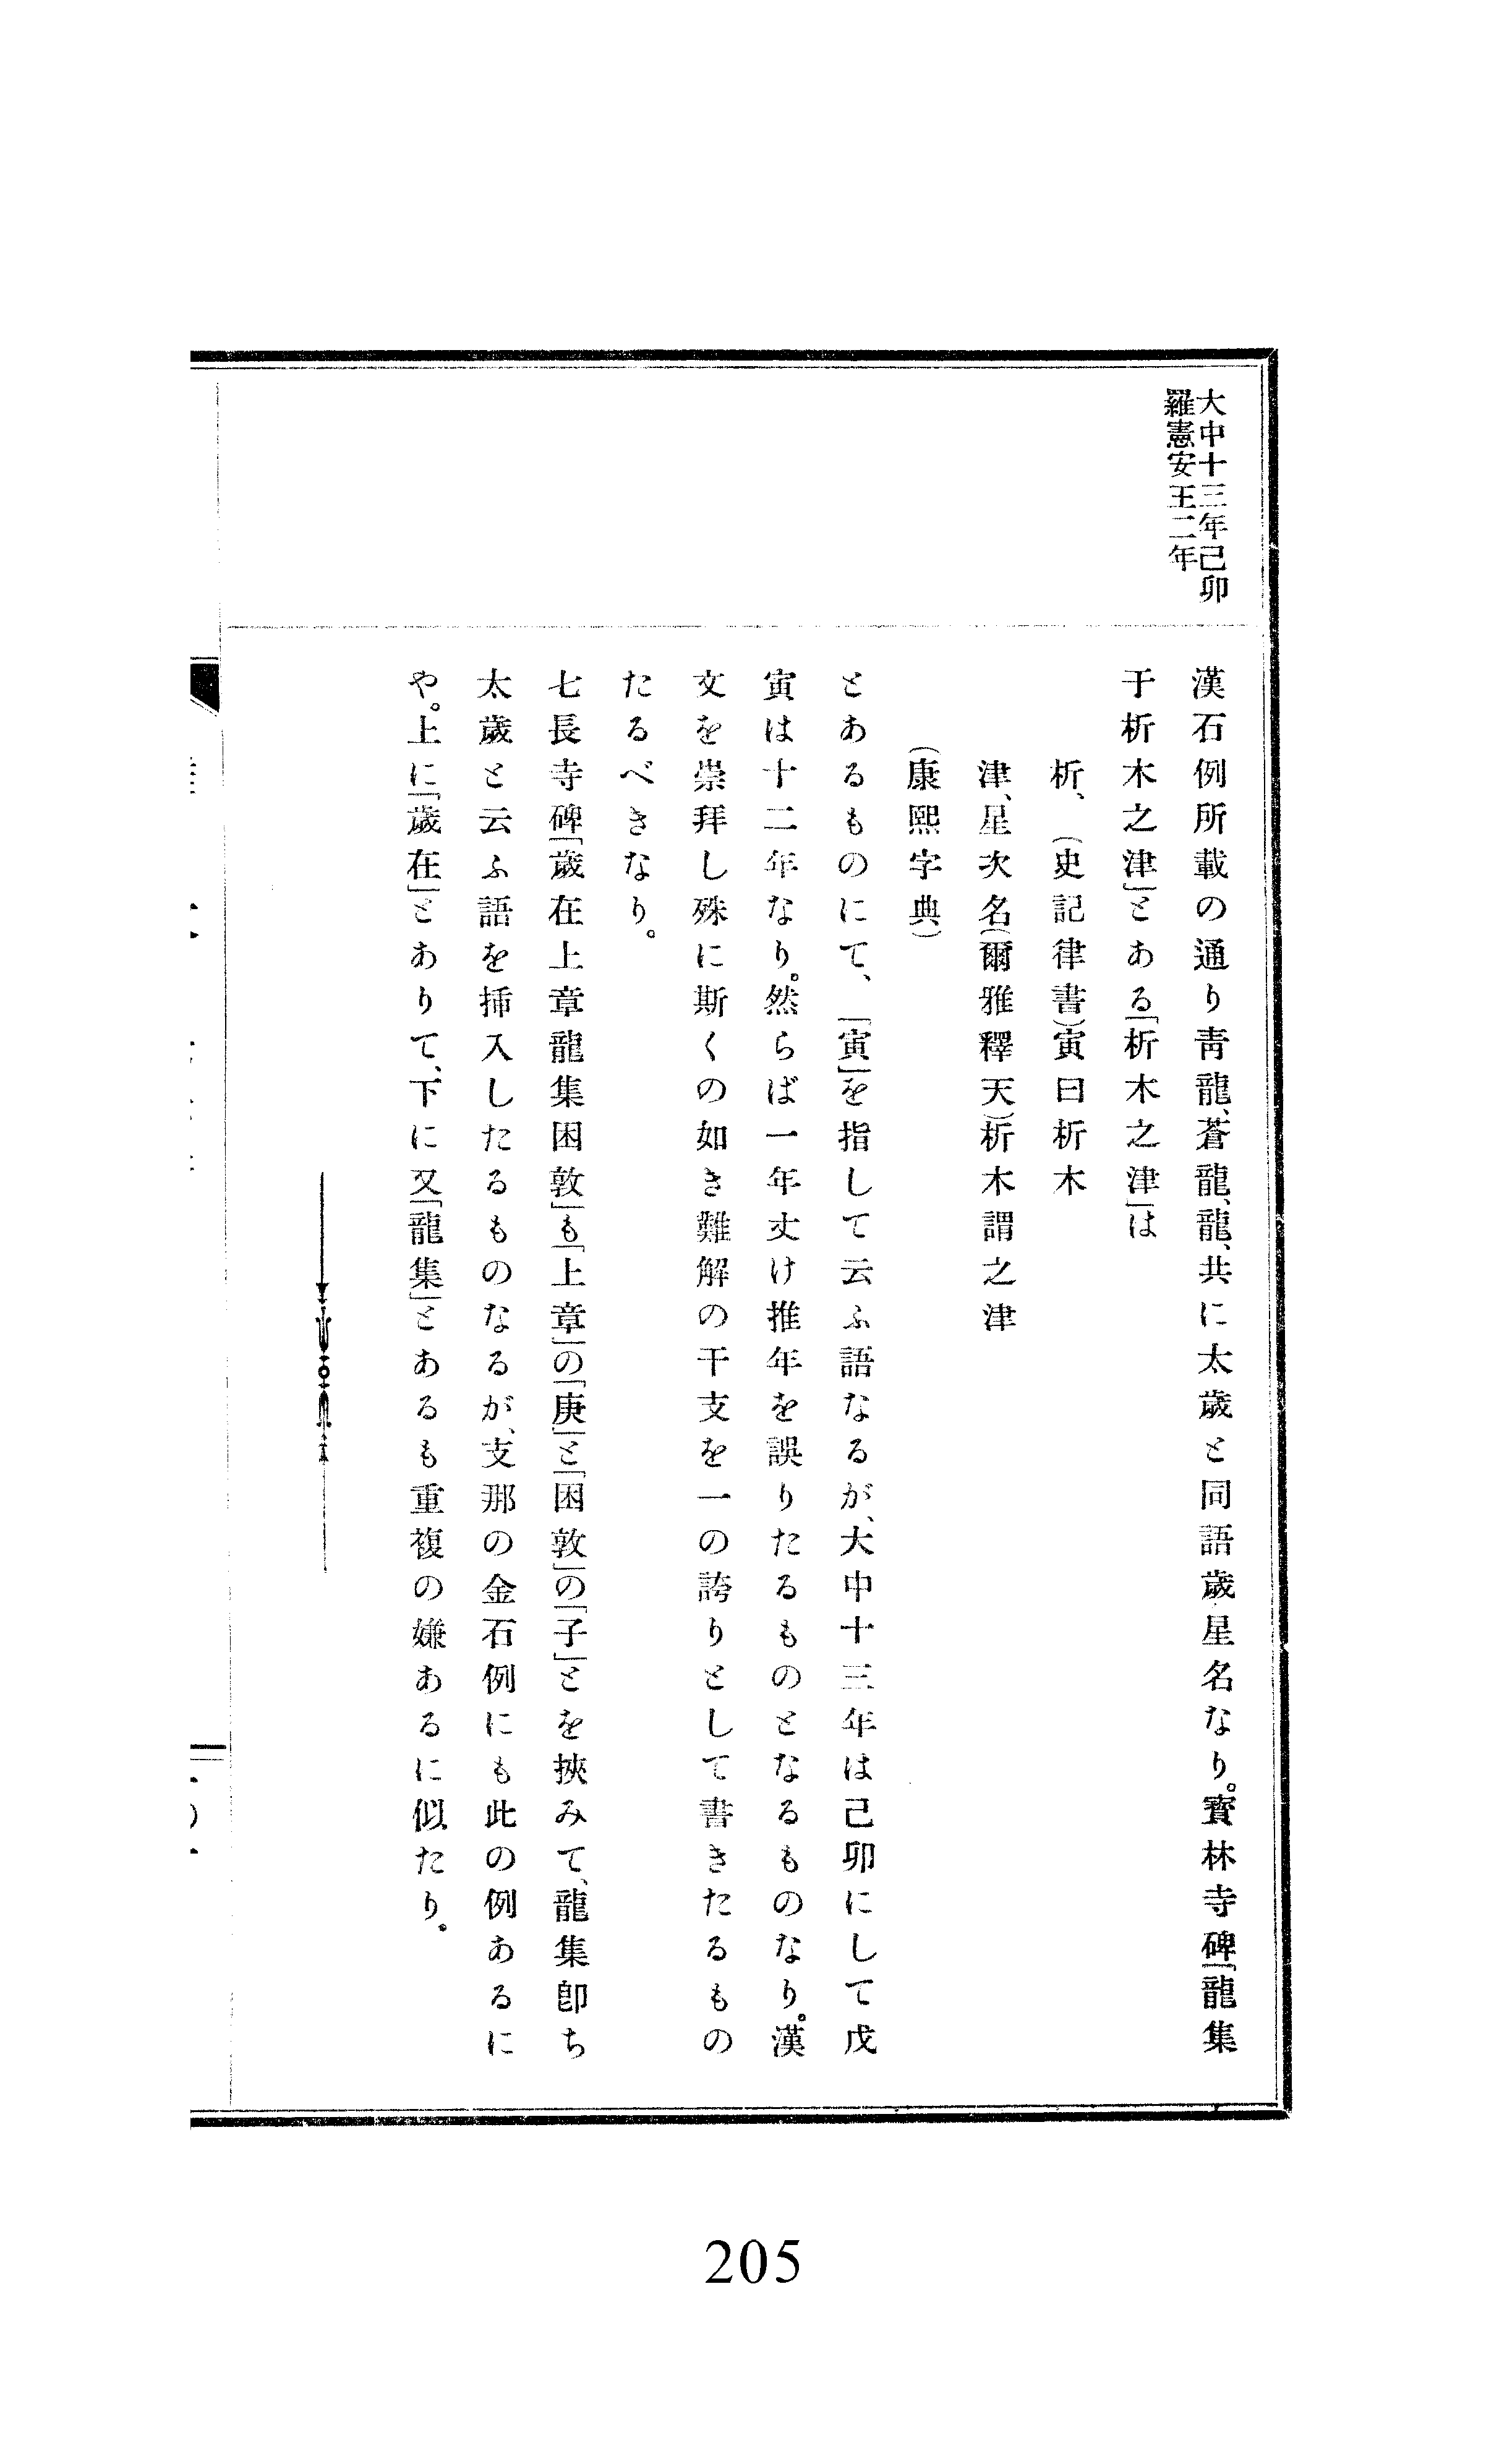 大中十三年己卯
羅憲安王二年
漢石例所載の通り靑龍、蒼龍、龍、共に太歲と同語歲星名なり。寳林寺碑「龍集
于析木之津」とある「析木之津」は
析、（史記律書）寅曰析木
津、星次名（爾雅釋天）析木謂之津
（康熙字典）
とあるものにて、「寅」を指して云ふ語なるが、大中十三年は己卯にして戊
寅は十二年なり。然らば一年丈け推年を誤りたるものとなるものなり。漢
文を崇拜し殊に斯くの如き難解の干支を一の誇りとして書きたるもの
たるべきなり。
七長寺碑「歲在上章龍集困敦」も「上章」の「庚」と「困敦」の「子」とを挾みて、龍集卽ち
太歲と云ふ語を揷入したるものなるが、支那の金石例にも此の例あるに
や。上に「歲在」とありて、下に又「龍集」とあるも重複の嫌あるに似たり。
205